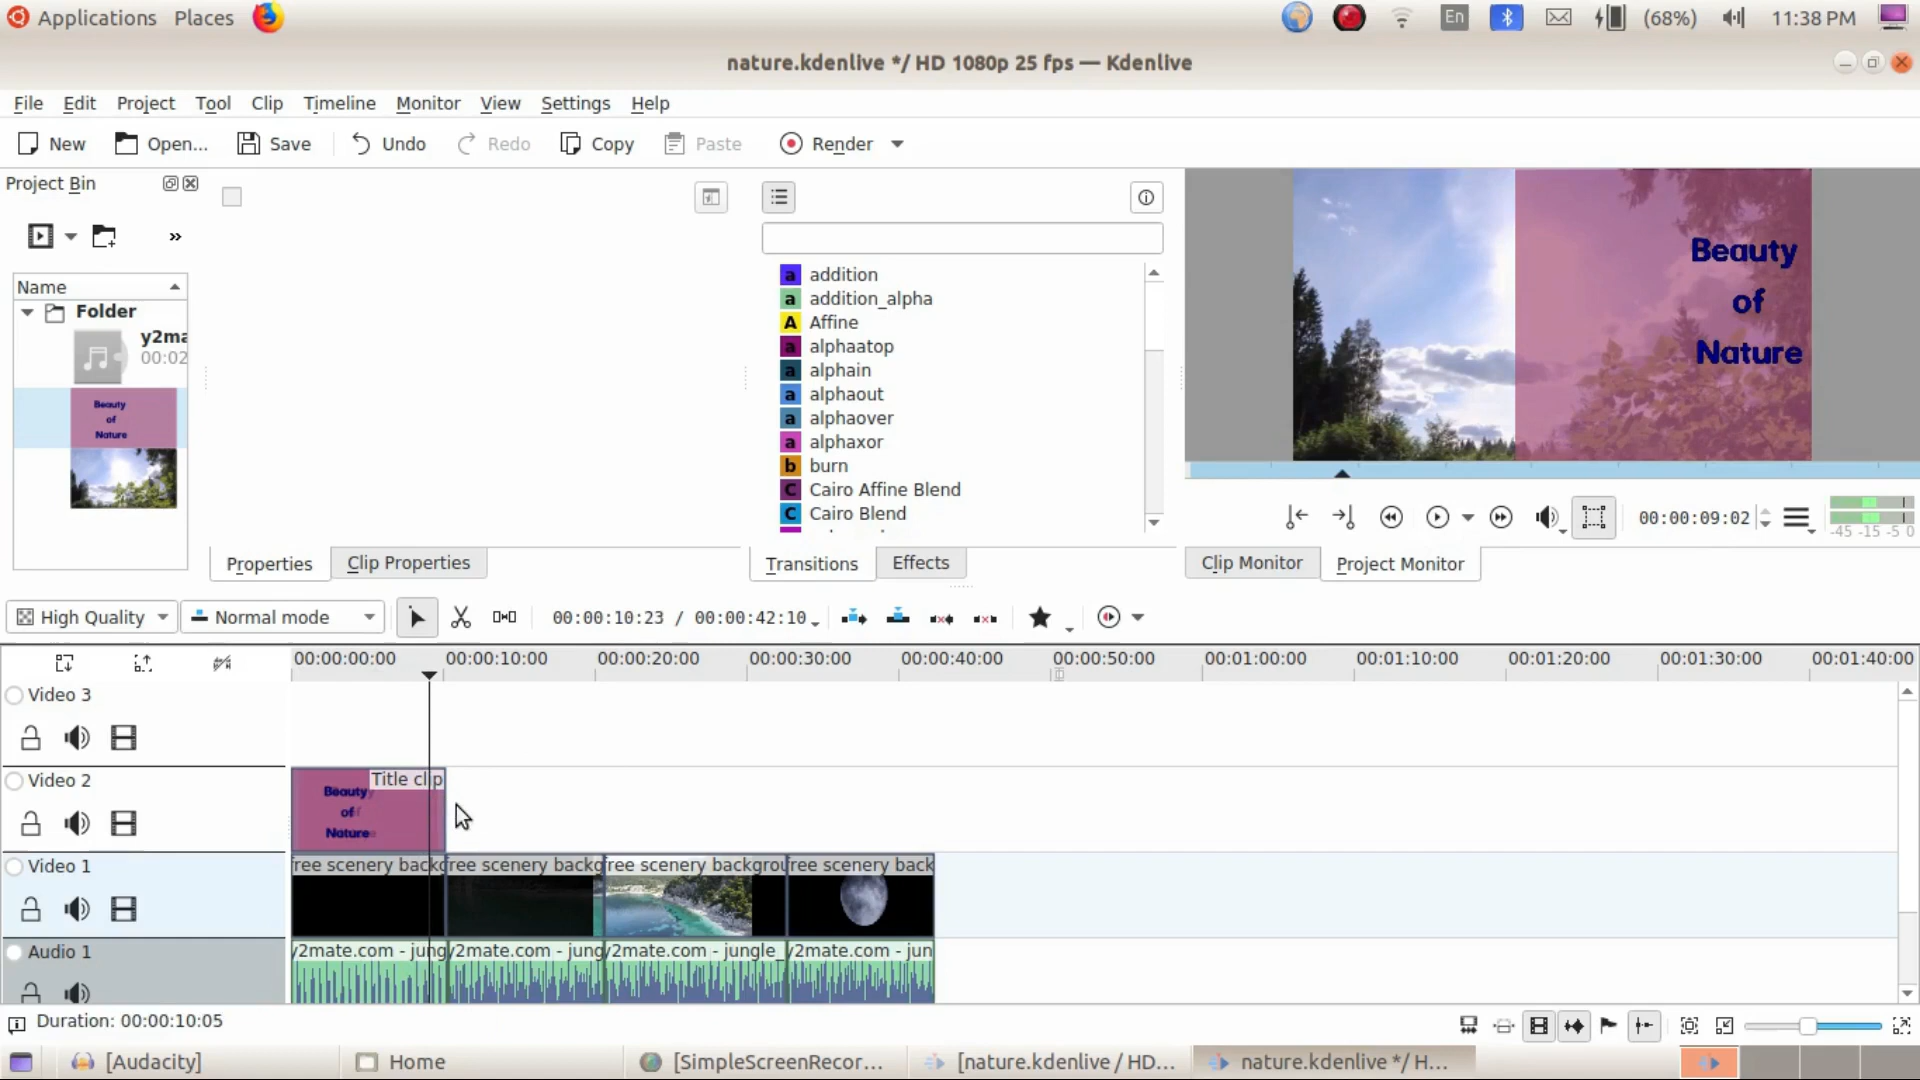 Applications Places En (68%) 11:38 PM
nature.kdenlive */ HD 1080p 25 fps — Kdenlive
File Edit Project Tool Clip Timeline Monitor View Settings Help
New Open... Save Undo Redo Copy Paste Render
Project Bin
»
Name
Folder
y2ma
00:02
Beauty
of
Nature
addition
addition_alpha
Affine
alphaatop
alphain
alphaout
alphaover
alphaxor
burn
Cairo Affine Blend
Cairo Blend
Beauty
of
Nature
00:00:09:02
-45 -15 -5 0
Properties Clip Properties
Transitions Effects
Clip Monitor Project Monitor
High Quality Normal mode 00:00:10:23 / 00:00:42:10
00:00:00:00 00:00:10:00 00:00:20:00 00:00:30:00 00:00:40:00 00:00:50:00 00:01:00:00 00:01:10:00 00:01:20:00 00:01:30:00 00:01:40:00
Video 3
Video 2
Title clip
Beauty
of
Nature
Video 1
free scenery backg free scenery backg free scenery backgrou free scenery back
Audio 1
y2mate.com - jung y2mate.com - jung y2mate.com - jungle_ y2mate.com - jun
Duration: 00:00:10:05
[Audacity] Home [SimpleScreenRecor... [nature.kdenlive / HD... nature.kdenlive */ H...